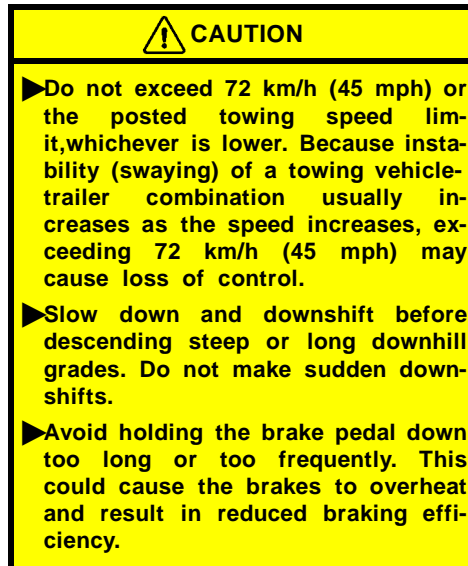 CAUTION
▶Do not exceed 72 km/h (45 mph) or
the posted towing speed lim-
it,whichever is lower. Because insta-
bility (swaying) of a towing vehicle-
trailer combination usually in-
creases as the speed increases, ex-
ceeding 72 km/h (45 mph) may
cause loss of control.
▶Slow down and downshift before
descending steep or long downhill
grades. Do not make sudden down-
shifts.
▶Avoid holding the brake pedal down
too long or too frequently. This
could cause the brakes to overheat
and result in reduced braking effi-
ciency.